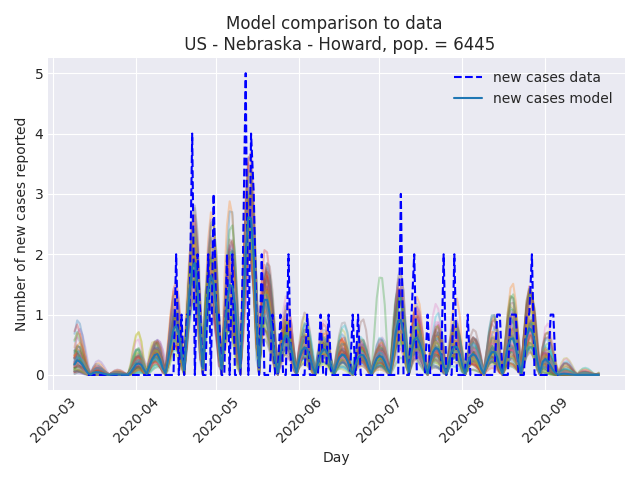 Model comparison to data
US - Nebraska - Howard, pop. = 6445
new cases data
new cases model
Number of new cases reported
5
4
3
2
1
0
2020-03
2020-04
2020-05
2020-06
2020-07
2020-08
2020-09
Day